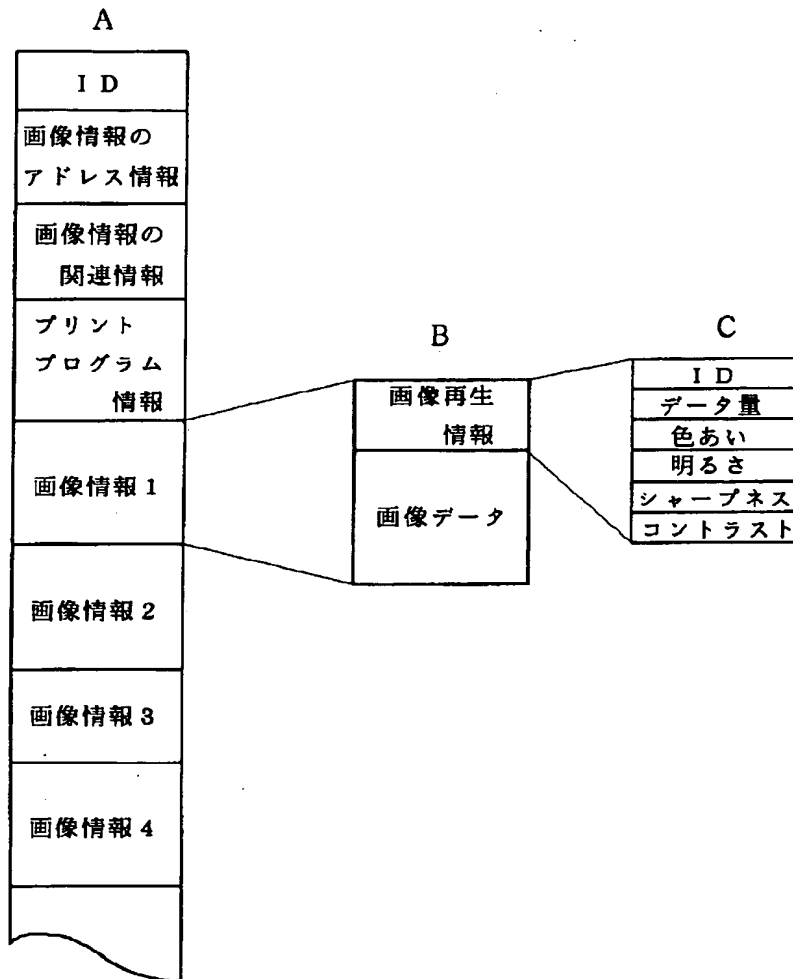 A
ID
画像情報の
アドレス情報
画像情報の
関連情報
プリント
プログラム
情報
画像情報1
画像情報2
画像情報3
画像情報4
B
画像再生
情報
画像データ
C
ID
データ量
色あい
明るさ
シャープネス
コントラスト